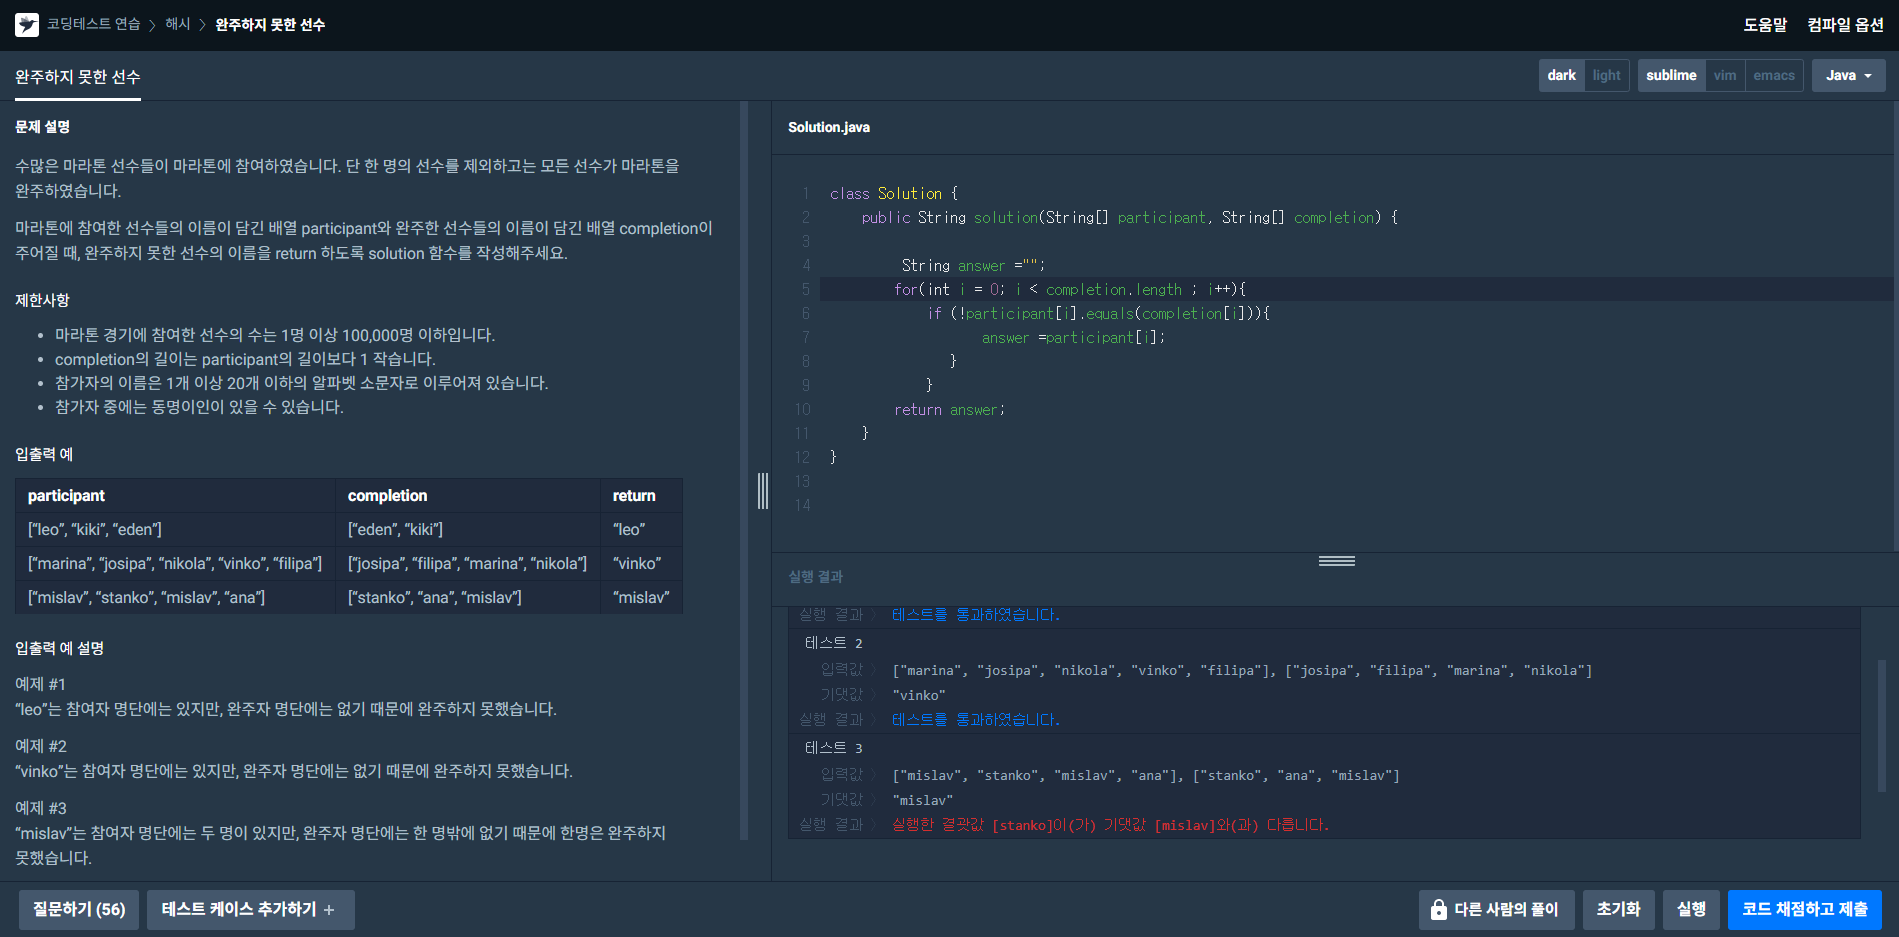 코딩테스트 연습 > 해시 > 완주하지 못한 선수
도움말 컴파일 옵션
완주하지 못한 선수
dark light sublime vim emacs Java
문제 설명
수많은 마라톤 선수들이 마라톤에 참여하였습니다. 단 한 명의 선수를 제외하고는 모든 선수가 마라톤을
완주하였습니다.
마라톤에 참여한 선수들의 이름이 담긴 배열 participant와 완주한 선수들의 이름이 담긴 배열 completion이
주어질 때, 완주하지 못한 선수의 이름을 return 하도록 solution 함수를 작성해주세요.
제한사항
• 마라톤 경기에 참여한 선수의 수는 1명 이상 100,000명 이하입니다.
• completion의 길이는 participant의 길이보다 1 작습니다.
• 참가자의 이름은 1개 이상 20개 이하의 알파벳 소문자로 이루어져 있습니다.
• 참가자 중에는 동명이인이 있을 수 있습니다.
입출력 예
participant completion return
[“leo”, “kiki”, “eden”] [“eden”, “kiki”] “leo”
[“marina”, “josipa”, “nikola”, “vinko”, “filipa”] [“josipa”, “filipa”, “marina”, “nikola”] “vinko”
[“mislav”, “stanko”, “mislav”, “ana”] [“stanko”, “ana”, “mislav”] “mislav”
입출력 예 설명
예제 #1
“leo”는 참여자 명단에는 있지만, 완주자 명단에는 없기 때문에 완주하지 못했습니다.
예제 #2
“vinko”는 참여자 명단에는 있지만, 완주자 명단에는 없기 때문에 완주하지 못했습니다.
예제 #3
“mislav”는 참여자 명단에는 두 명이 있지만, 완주자 명단에는 한 명밖에 없기 때문에 한명은 완주하지
못했습니다.
Solution.java
1 class Solution {
2 public String solution(String[] participant, String[] completion) {
3
4 String answer ="";
5 for(int i = 0; i < completion.length ; i++){
6 if (!participant[i].equals(completion[i])){
7 answer =participant[i];
8 }
9 }
10 return answer;
11 }
12 }
13
14
실행 결과
실행 결과 > 테스트를 통과하였습니다.
테스트 2
입력값 > ["marina", "josipa", "nikola", "vinko", "filipa"], ["josipa", "filipa", "marina", "nikola"]
기댓값 > "vinko"
실행 결과 > 테스트를 통과하였습니다.
테스트 3
입력값 > ["mislav", "stanko", "mislav", "ana"], ["stanko", "ana", "mislav"]
기댓값 > "mislav"
실행 결과 > 실행한 결괏값 [stanko]이(가) 기댓값 [mislav]와(과) 다릅니다.
질문하기 (56) 테스트 케이스 추가하기 +
다른 사람의 풀이 초기화 실행 코드 채점하고 제출